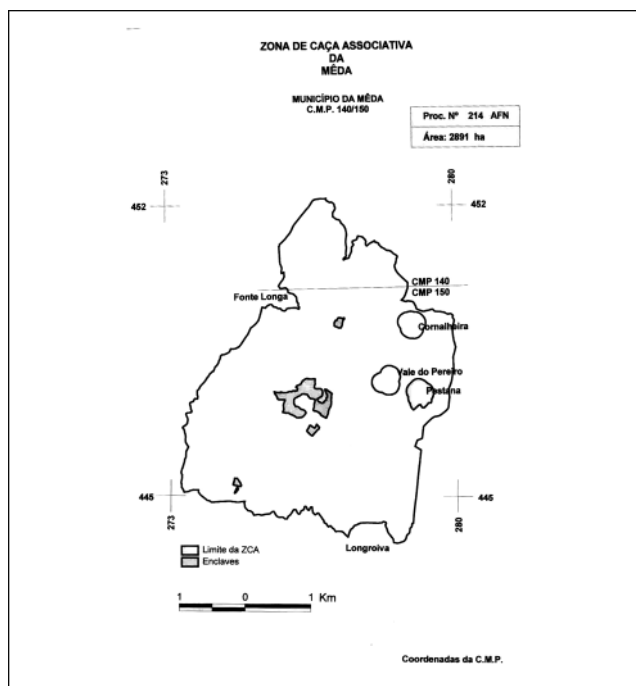 ZONA DE CAÇA ASSOCIATIVA
DA
MÊDA
MUNICÍPIO DA MÊDA
C.M.P. 140/150
Proc. Nº 214 AFN
Área: 2891 ha
273
280
452
452
CMP 140
CMP 150
Fonte Longa
Cornalheira
Vale do Pereiro
Pestana
445
445
273
280
Longroiva
Limite da ZCA
Enclaves
1 0 1 Km
Coordenadas da C.M.P.